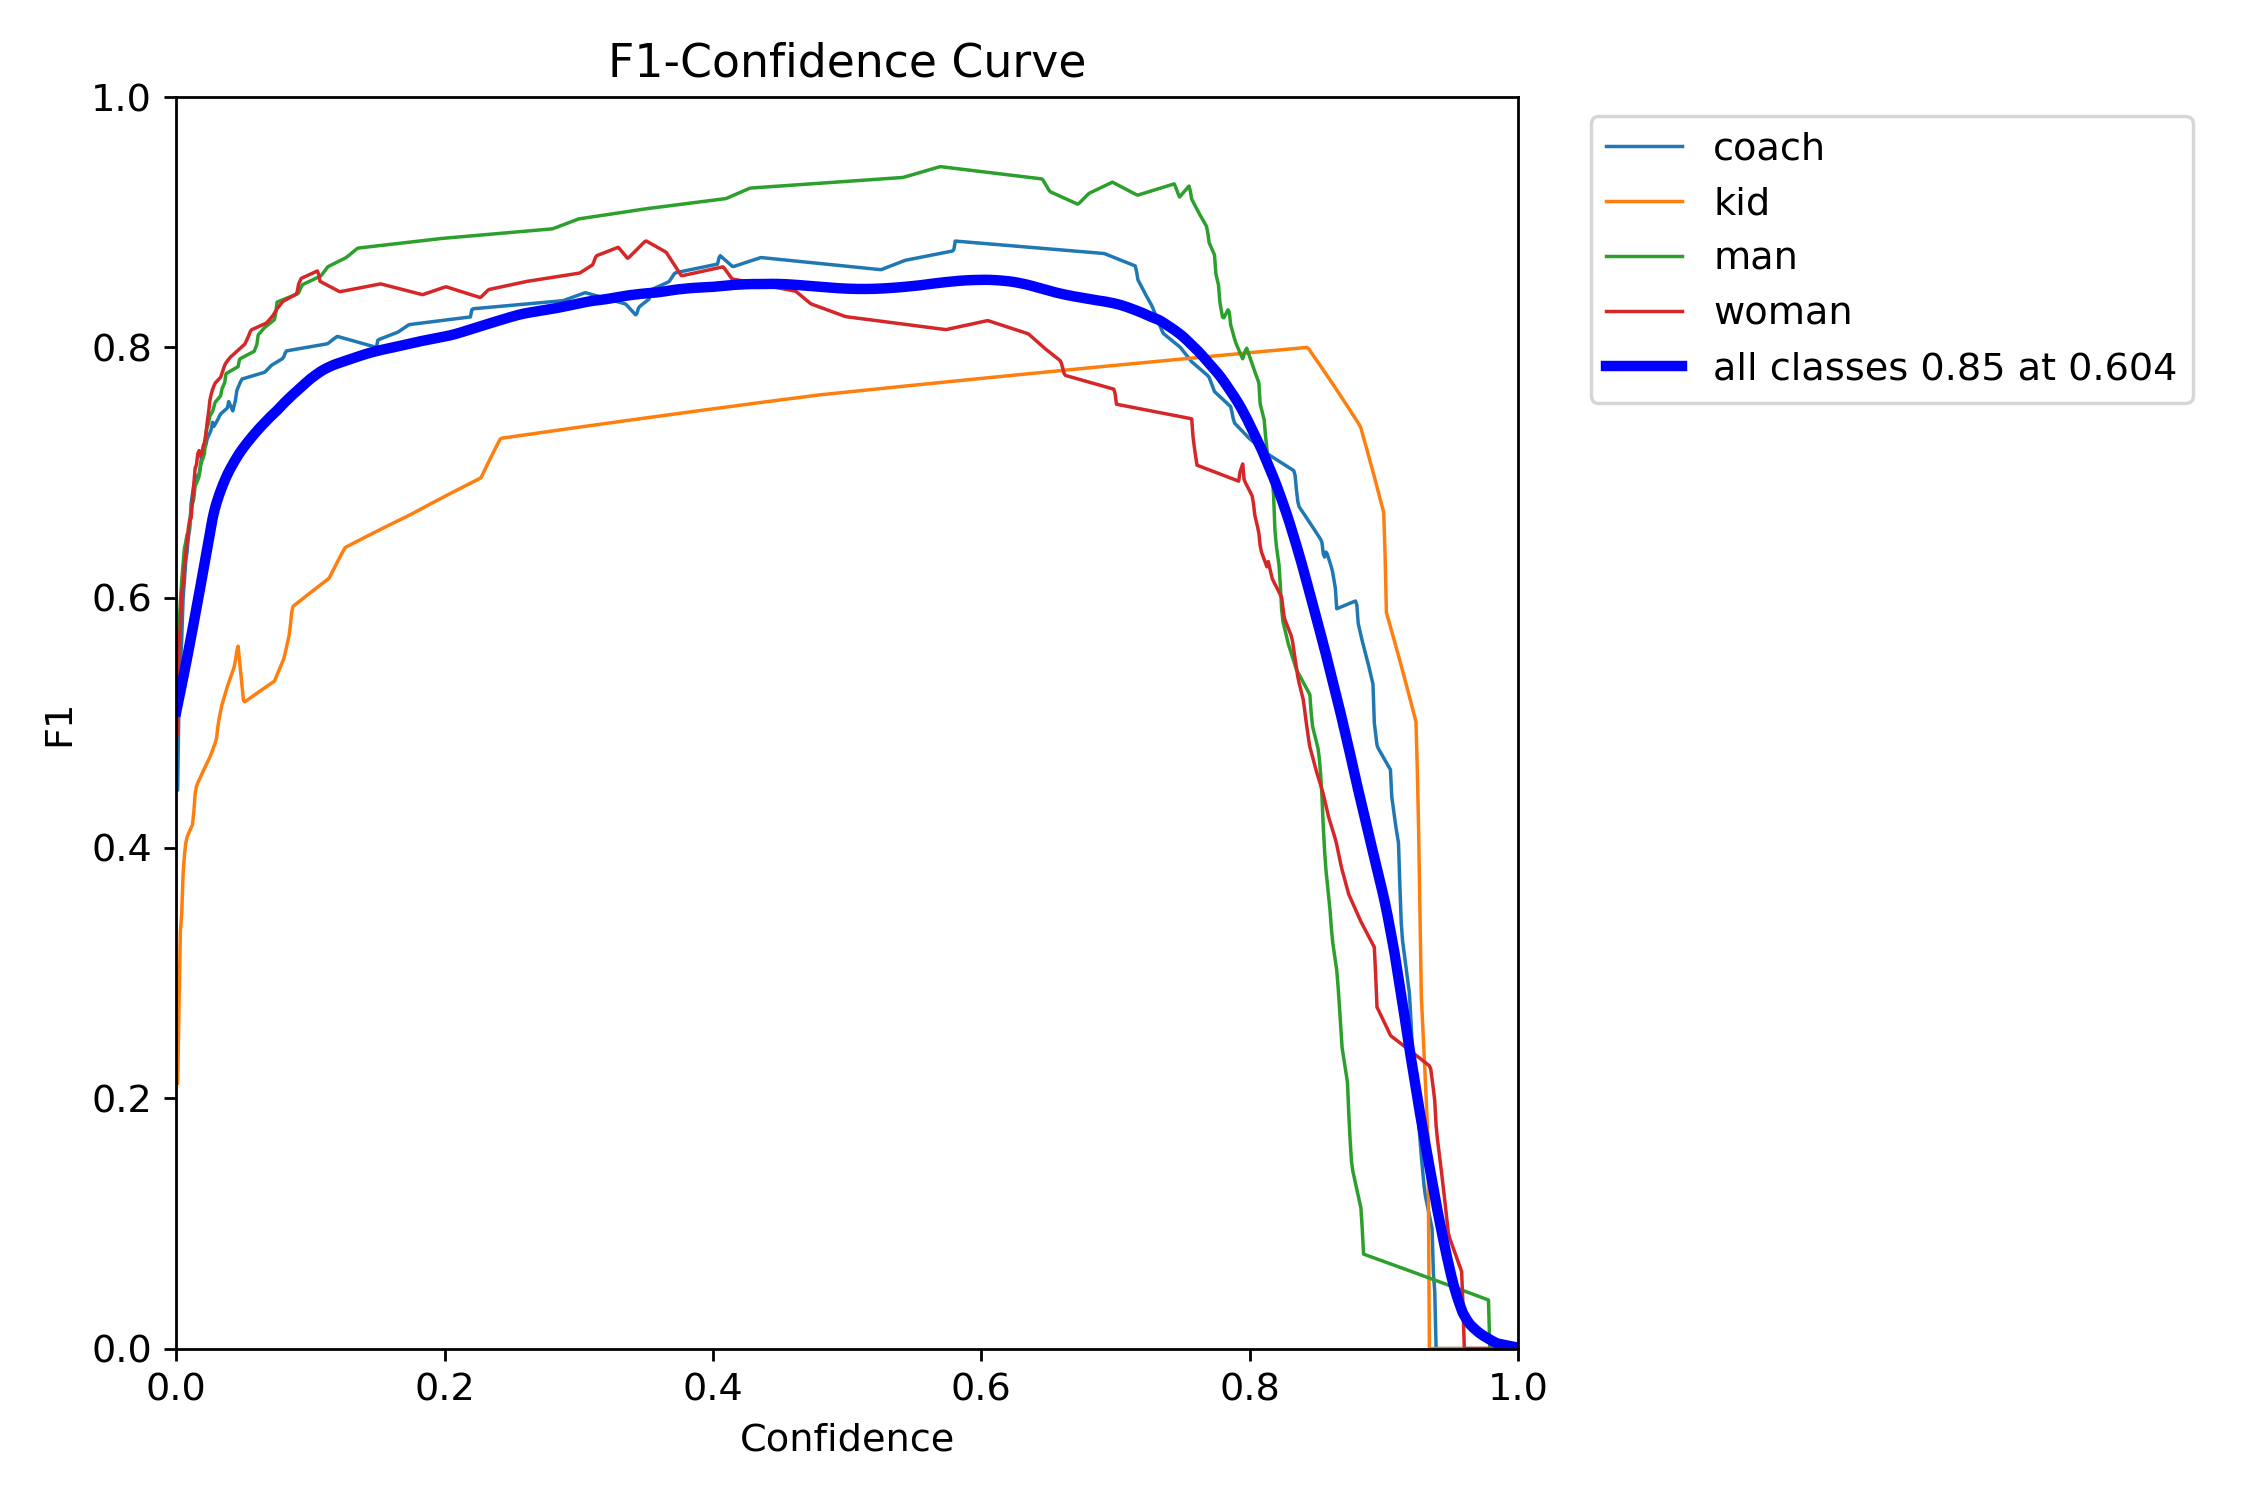 F1-Confidence Curve
1.0
0.8
0.6
0.4
0.2
0.0
F1
0.0 0.2 0.4 0.6 0.8 1.0
Confidence
coach
kid
man
woman
all classes 0.85 at 0.604